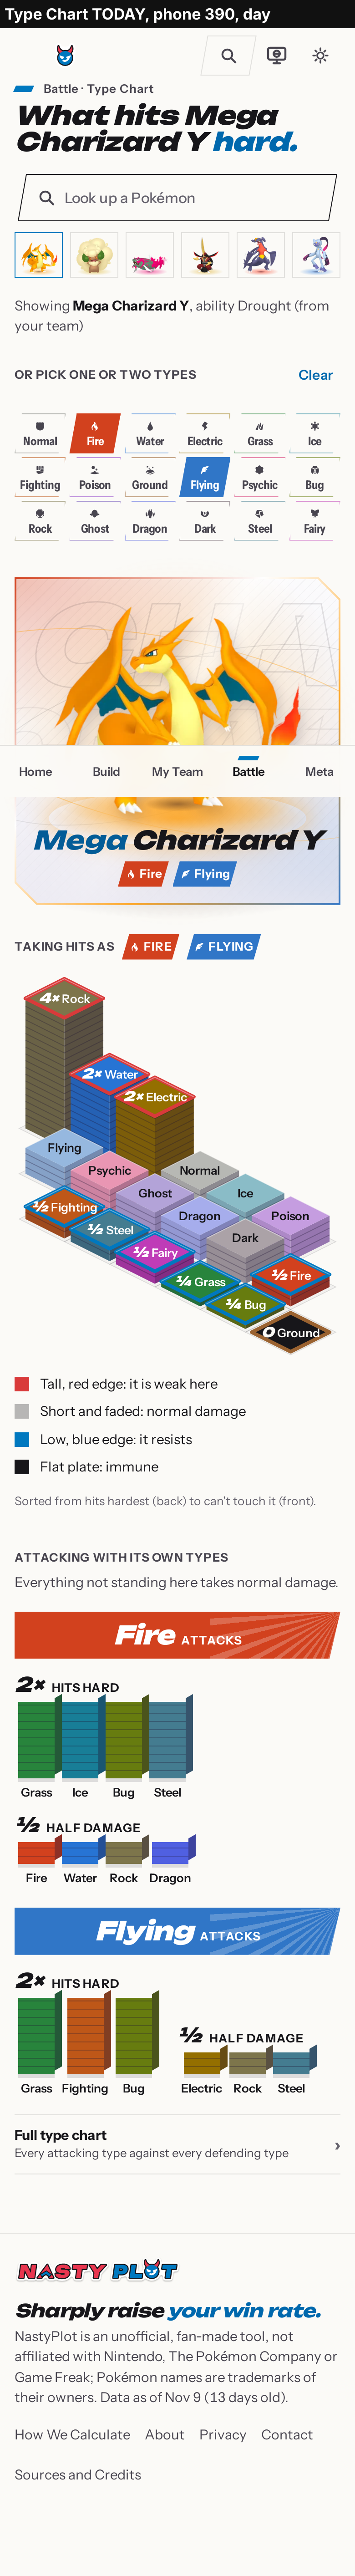 Type Chart TODAY, phone 390, day
Battle · Type Chart
What hits Mega
Charizard Y hard.
Look up a Pokémon
Showing Mega Charizard Y, ability Drought (from
your team)
OR PICK ONE OR TWO TYPES
Clear
Normal Fire Water Electric Grass Ice
Fighting Poison Ground Flying Psychic Bug
Rock Ghost Dragon Dark Steel Fairy
CHA
Home Build My Team Battle Meta
Mega Charizard Y
Fire Flying
TAKING HITS AS FIRE FLYING
4× Rock
2× Water
2× Electric
Flying
Psychic
Normal
Ghost
Ice
½ Fighting
Dragon
Poison
½ Steel
Dark
½ Fairy
½ Fire
¼ Grass
¼ Bug
0 Ground
Tall, red edge: it is weak here
Short and faded: normal damage
Low, blue edge: it resists
Flat plate: immune
Sorted from hits hardest (back) to can't touch it (front).
ATTACKING WITH ITS OWN TYPES
Everything not standing here takes normal damage.
Fire ATTACKS
2× HITS HARD
Grass Ice Bug Steel
½ HALF DAMAGE
Fire Water Rock Dragon
Flying ATTACKS
2× HITS HARD
Grass Fighting Bug
½ HALF DAMAGE
Electric Rock Steel
Full type chart
Every attacking type against every defending type
›
NASTY PLOT
Sharply raise your win rate.
NastyPlot is an unofficial, fan-made tool, not
affiliated with Nintendo, The Pokémon Company or
Game Freak; Pokémon names are trademarks of
their owners. Data as of Nov 9 (13 days old).
How We Calculate About Privacy Contact
Sources and Credits